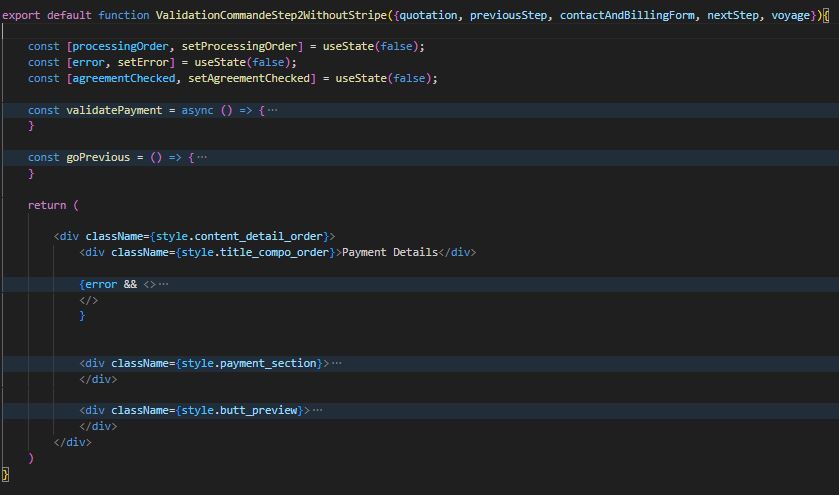 export default function ValidationCommandeStep2WithoutStripe({quotation, previousStep, contactAndBillingForm, nextStep, voyage}){
const [processingOrder, setProcessingOrder] = useState(false);
const [error, setError] = useState(false);
const [agreementChecked, setAgreementChecked] = useState(false);
const validatePayment = async () => {···
}
const goPrevious = () => {···
}
return (
<div className={style.content_detail_order}>
<div className={style.title_compo_order}>Payment Details</div>
{error && <>···
</>
}
<div className={style.payment_section}>···
</div>
<div className={style.butt_preview}>···
</div>
</div>
)
}